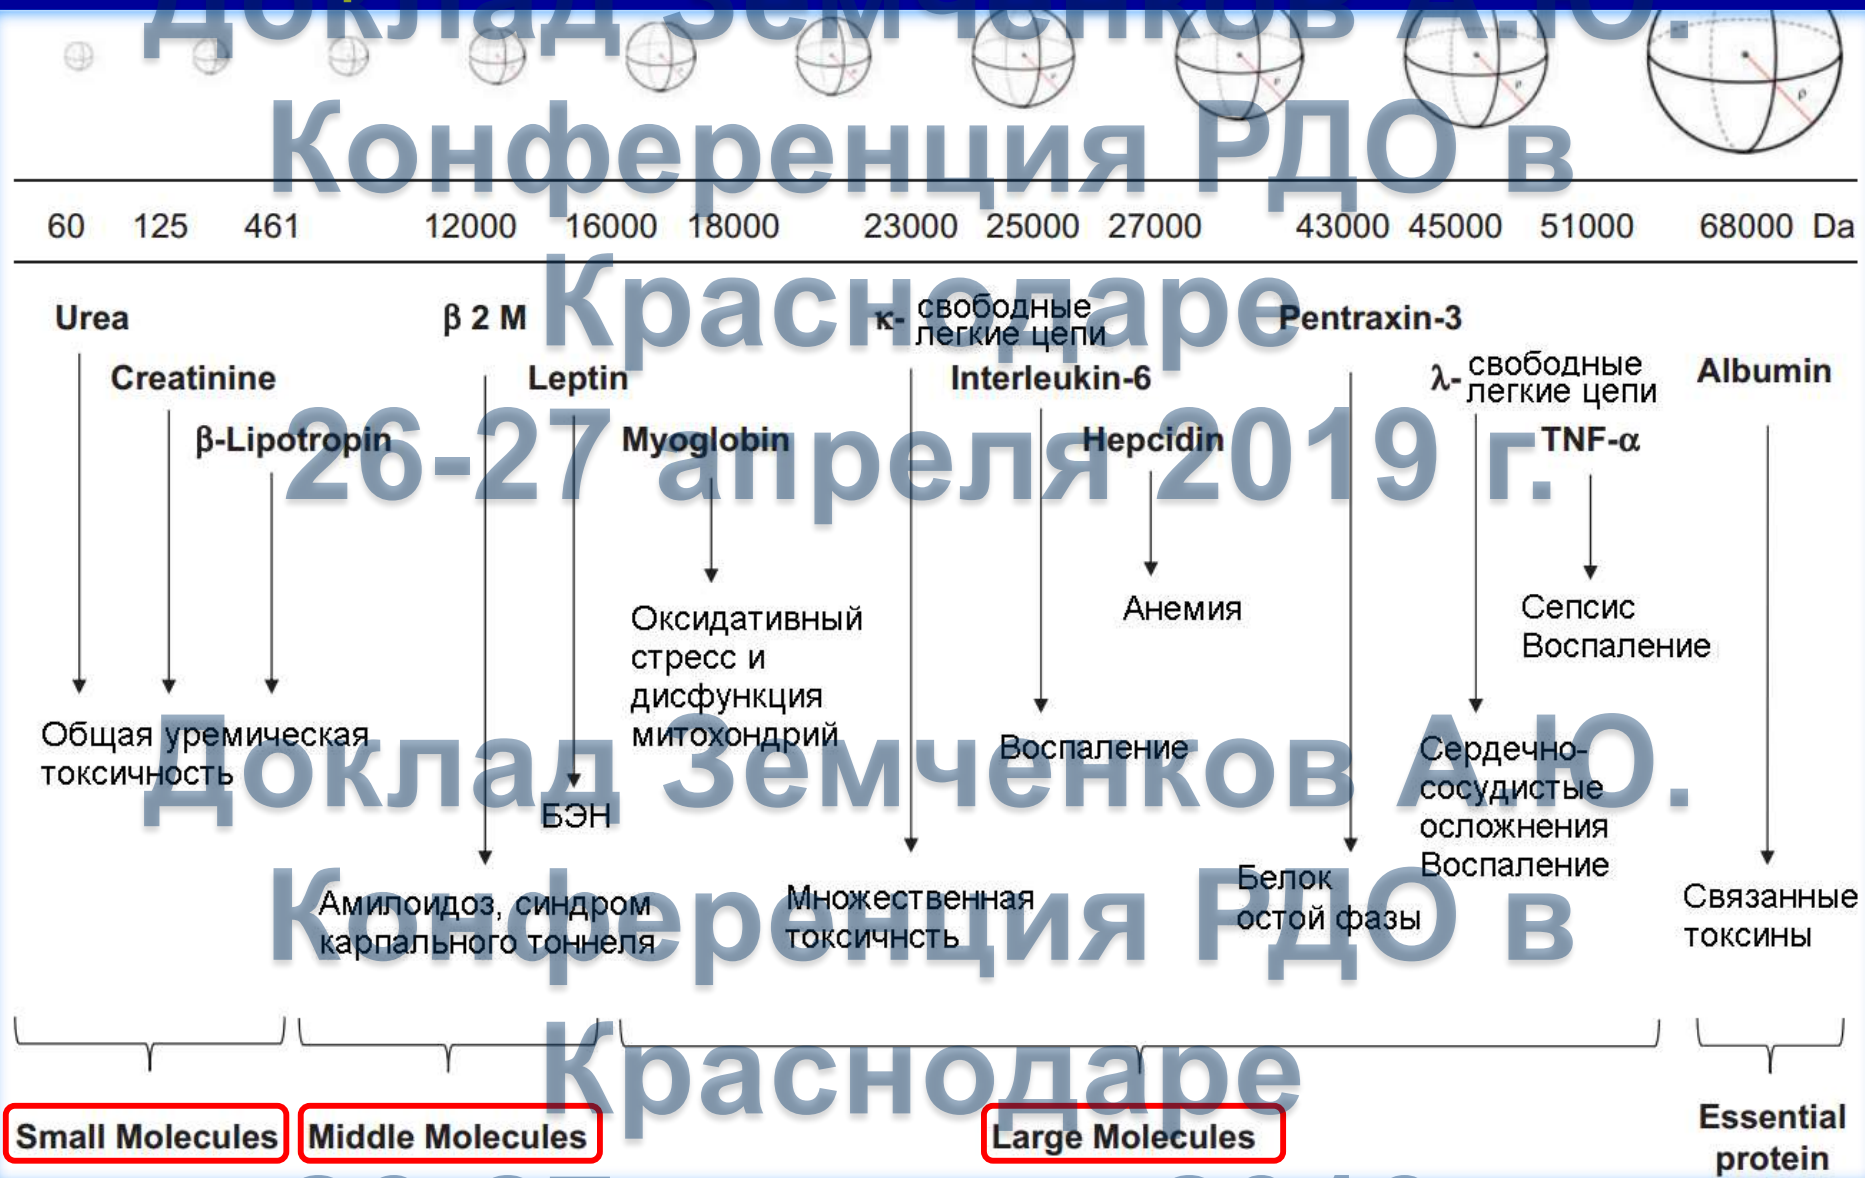 Доклад Земченков А.Ю.
Конференция РДО в
Краснодаре
26-27 апреля 2019 г.
60 125 461 12000 16000 18000 23000 25000 27000 43000 45000 51000 68000 Da
Urea
β 2 M
κ- свободные
легкие цепи
Pentraxin-3
Creatinine
Leptin
Interleukin-6
λ- свободные
легкие цепи
Albumin
β-Lipotropin
Myoglobin
Hepcidin
TNF-α
Оксидативный
стресс и
дисфункция
митохондрий
Анемия
Сепсис
Воспаление
Общая уремическая
токсичность
Воспаление
Сердечно-
сосудистые
осложнения
Воспаление
БЭН
Амилоидоз, синдром
карпального тоннеля
Множественная
токсичнсть
Белок
остой фазы
Связанные
токсины
Доклад Земченков А.Ю.
Конференция РДО в
Краснодаре
Small Molecules
Middle Molecules
Large Molecules
Essential
protein